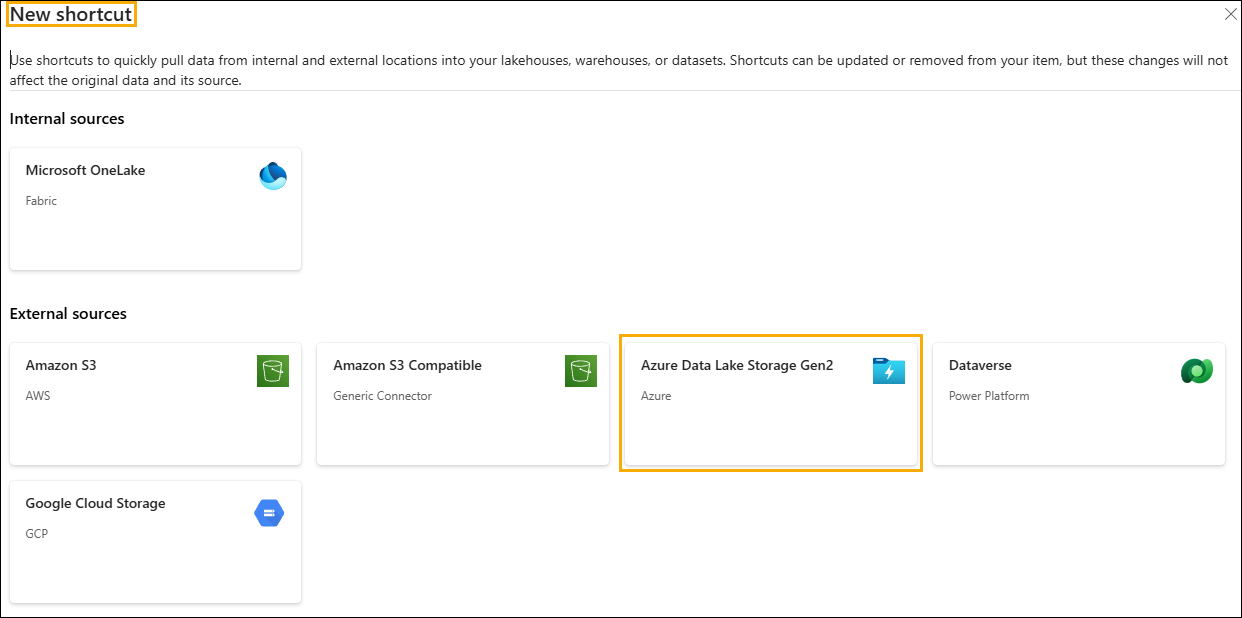 New shortcut
Use shortcuts to quickly pull data from internal and external locations into your lakehouses, warehouses, or datasets. Shortcuts can be updated or removed from your item, but these changes will not
affect the original data and its source.
Internal sources
Microsoft OneLake
Fabric
External sources
Amazon S3
AWS
Amazon S3 Compatible
Generic Connector
Azure Data Lake Storage Gen2
Azure
Dataverse
Power Platform
Google Cloud Storage
GCP